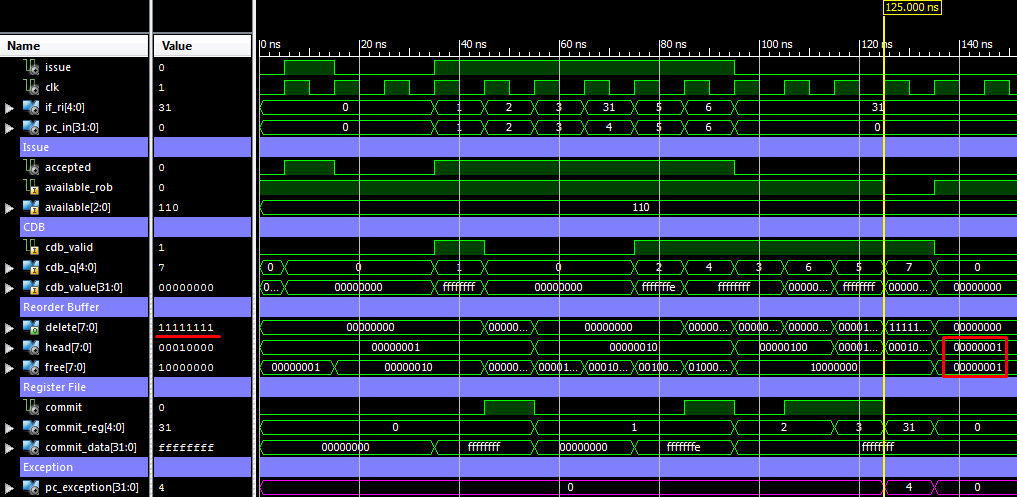 125.000 ns
Name Value 0 ns 20 ns 40 ns 60 ns 80 ns 100 ns 120 ns 140 ns
issue 0
clk 1
if_ri[4:0] 31 0 1 2 3 31 5 6 31
pc_in[31:0] 0 0 1 2 3 4 5 6 0
Issue
accepted 0
available_rob 0
available[2:0] 110 110
CDB
cdb_valid 1
cdb_q[4:0] 7 0 0 1 0 2 4 3 6 5 7 0
cdb_value[31:0] 00000000 0... 00000000 ffffffff 00000000 fffffffe ffffffff 00000... ffffffff 00000... 00000000
Reorder Buffer
delete[7:0] 11111111 00000000 00000... 00000000 00000... 00000... 00000... 00001... 11111... 00000000
head[7:0] 00010000 00000001 00000010 00000100 00001... 00010... 00000001
free[7:0] 10000000 00000001 00000010 00000... 00001... 00010... 00100... 01000... 10000000 00000001
Register File
commit 0
commit_reg[4:0] 31 0 1 2 3 31 0
commit_data[31:0] ffffffff 00000000 ffffffff 00000000 fffffffe ffffffff
Exception
pc_exception[31:0] 4 0 4 0